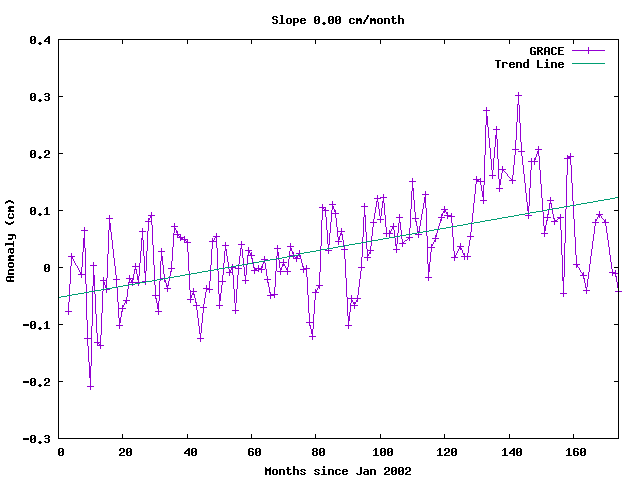 Slope 0.00 cm/month
GRACE
Trend Line
0.4
0.3
0.2
0.1
0
-0.1
-0.2
-0.3
Anomaly (cm)
0 20 40 60 80 100 120 140 160
Months since Jan 2002